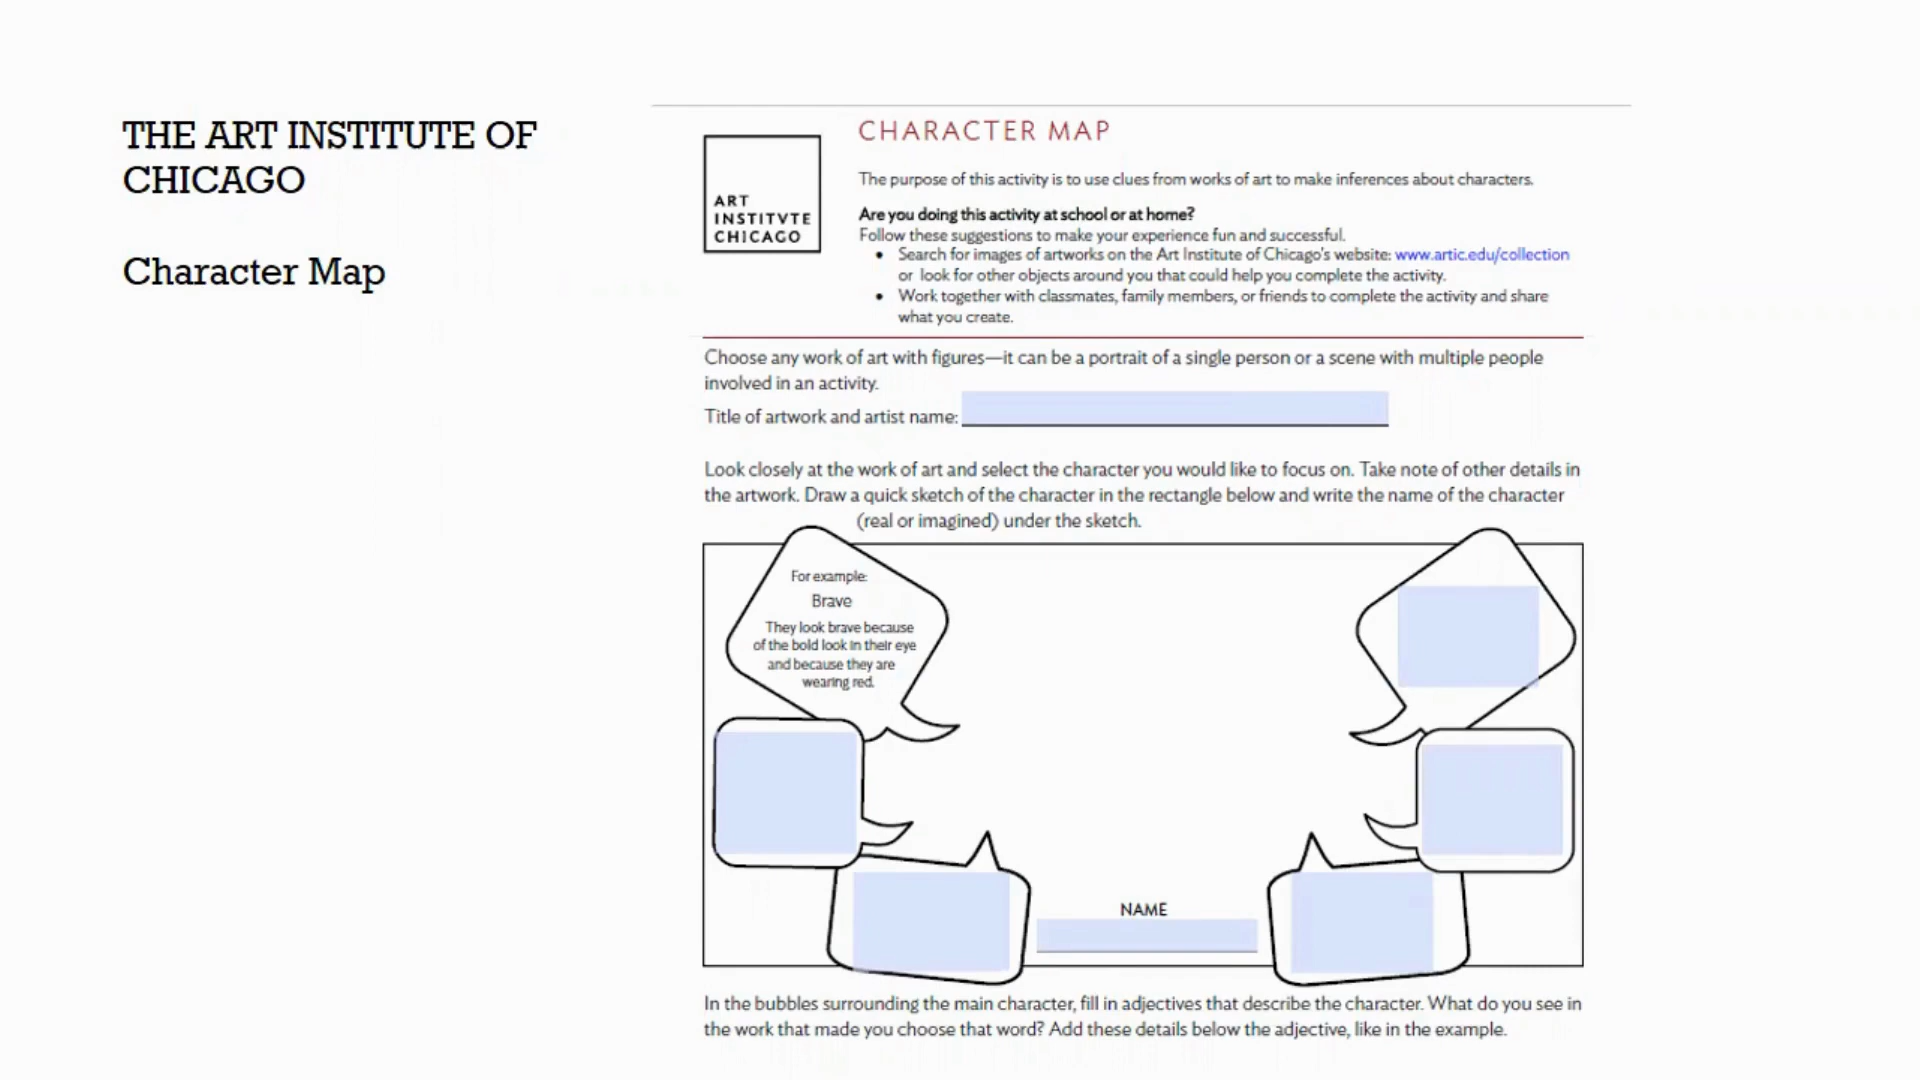 THE ART INSTITUTE OF
CHICAGO
Character Map
ART
INSTITVTE
CHICAGO
CHARACTER MAP
The purpose of this activity is to use clues from works of art to make inferences about characters.
Are you doing this activity at school or at home?
Follow these suggestions to make your experience fun and successful.
• Search for images of artworks on the Art Institute of Chicago's website: www.artic.edu/collection
or look for other objects around you that could help you complete the activity.
• Work together with classmates, family members, or friends to complete the activity and share
what you create.
Choose any work of art with figures—it can be a portrait of a single person or a scene with multiple people
involved in an activity.
Title of artwork and artist name:
Look closely at the work of art and select the character you would like to focus on. Take note of other details in
the artwork. Draw a quick sketch of the character in the rectangle below and write the name of the character
(real or imagined) under the sketch.
For example:
Brave
They look brave because
of the bold look in their eye
and because they are
wearing red.
NAME
In the bubbles surrounding the main character, fill in adjectives that describe the character. What do you see in
the work that made you choose that word? Add these details below the adjective, like in the example.